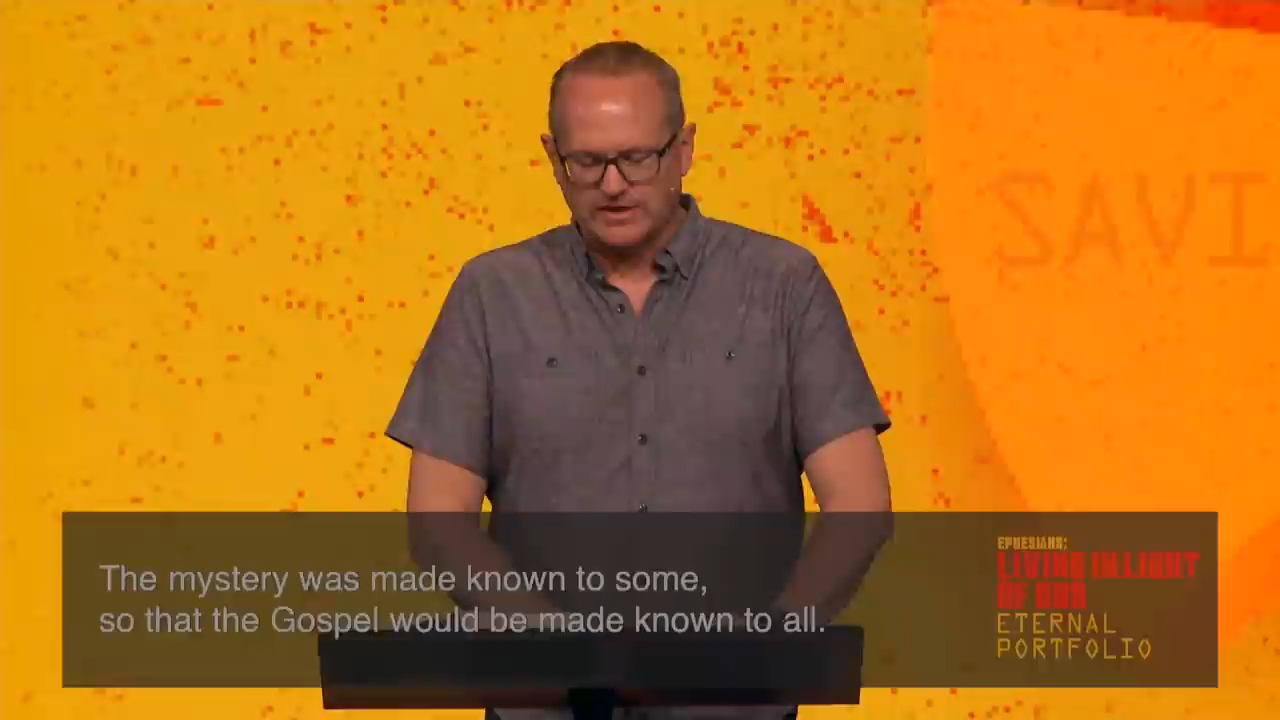 SAVI
The mystery was made known to some,
so that the Gospel would be made known to all.
EPHESIANS:
LIVING IN LIGHT
OF OUR
ETERNAL
PORTFOLIO